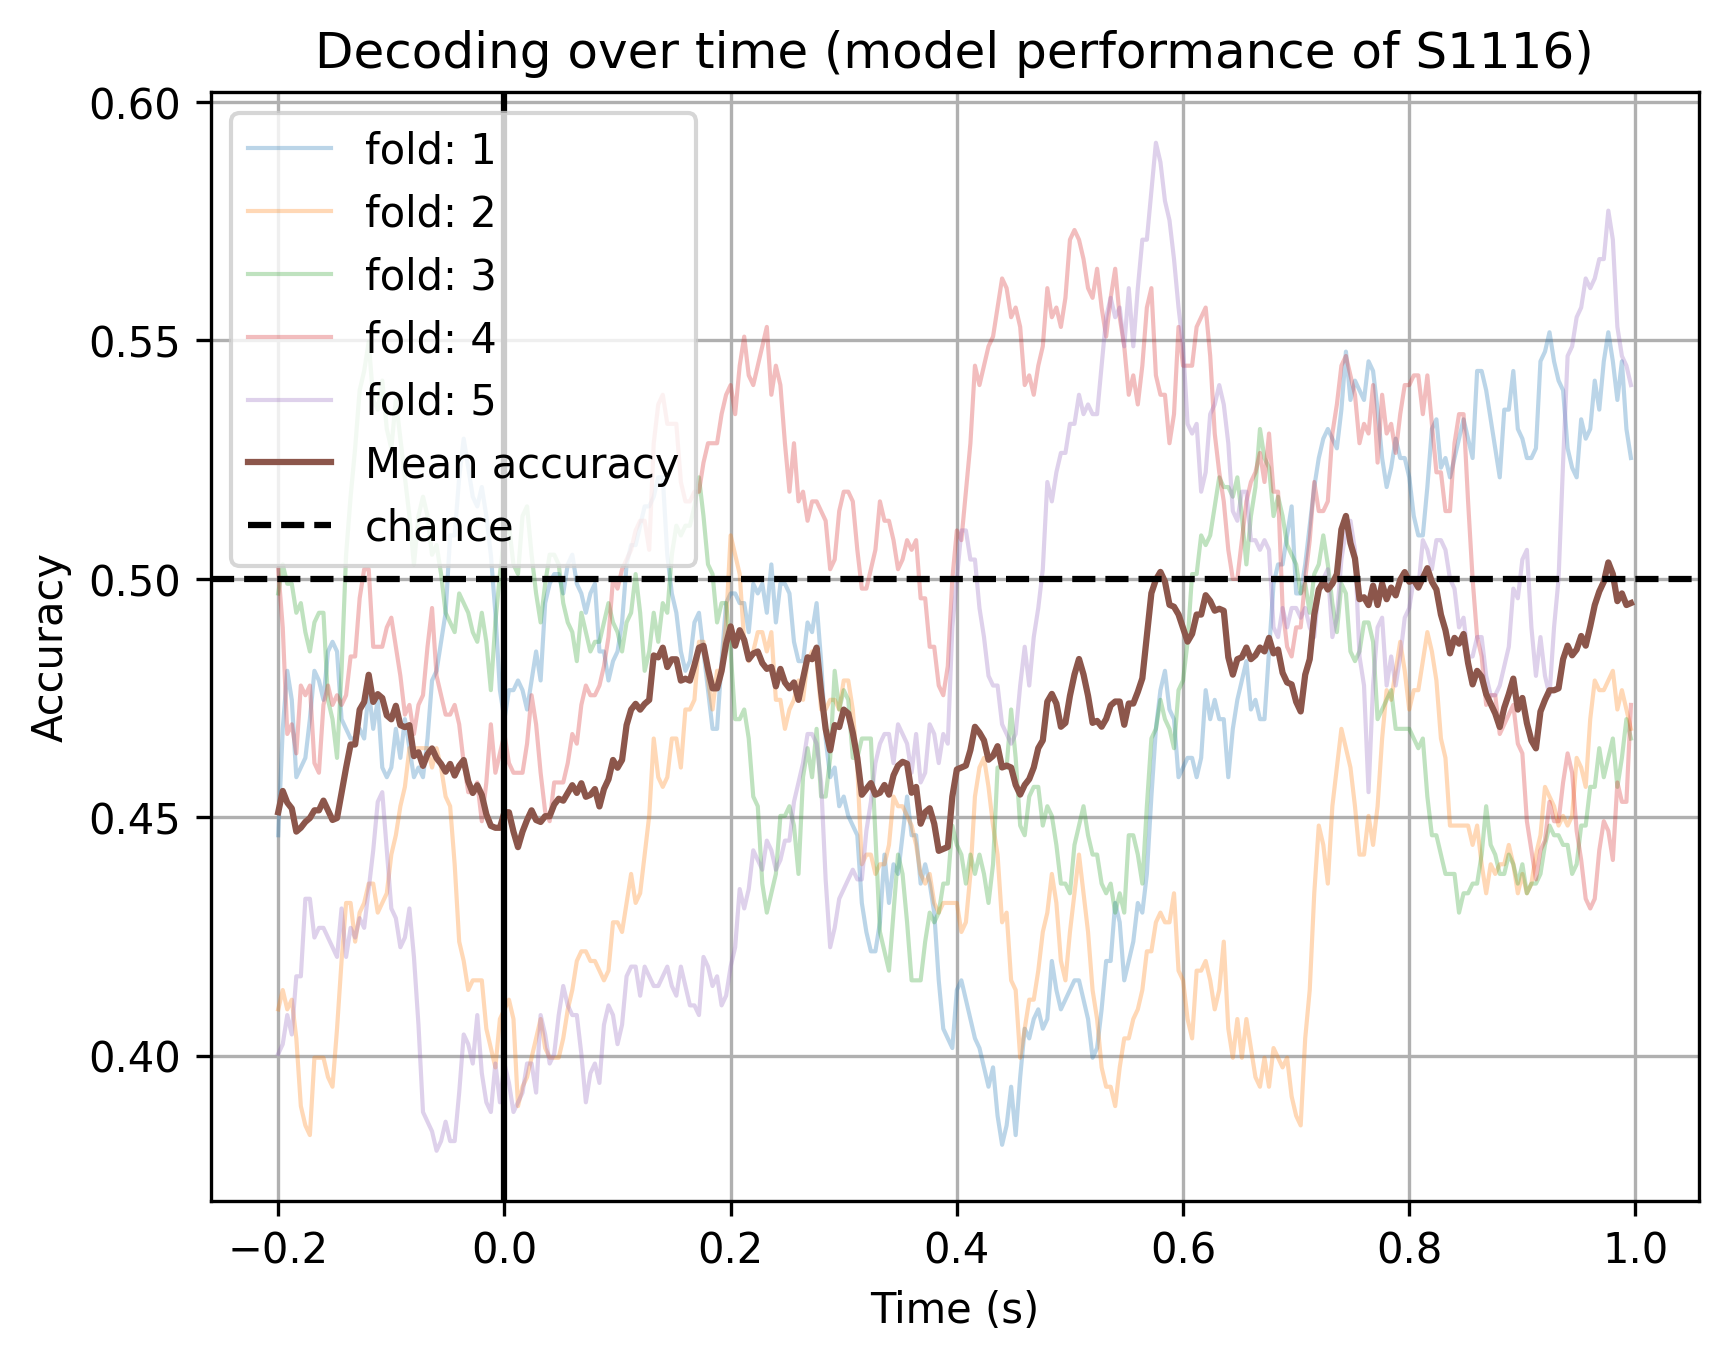 Decoding over time (model performance of S1116)
0.60
0.55
0.50
0.45
0.40
Accuracy
fold: 1
fold: 2
fold: 3
fold: 4
fold: 5
Mean accuracy
chance
−0.2 0.0 0.2 0.4 0.6 0.8 1.0
Time (s)